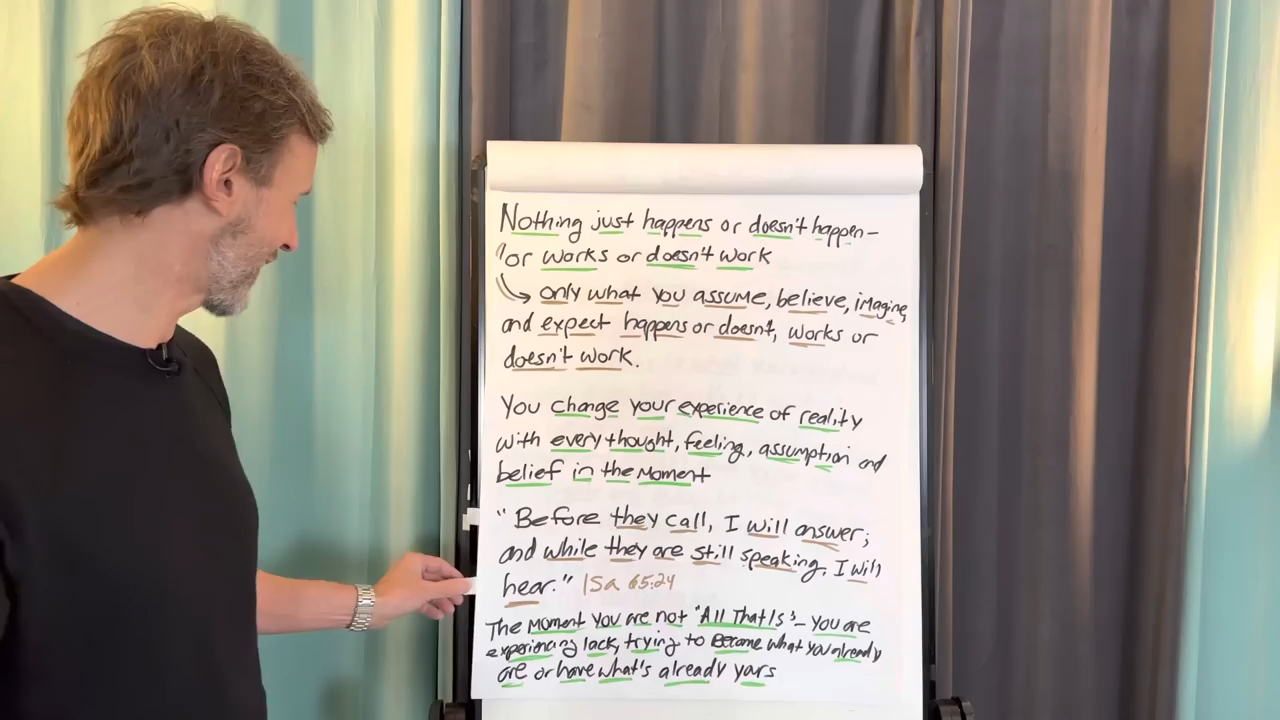 Nothing just happens or doesn't happen—
or works or doesn't work
→ only what you assume, believe, imagine,
and expect happens or doesn't, works or
doesn't work.
You change your experience of reality
with every thought, feeling, assumption and
belief in the Moment
"Before they call, I will answer;
and while they are still speaking, I will
hear." ISa 65:24
The Moment you are not "All That Is"— you are
experiencing lack, trying to Become what you already
are or have what's already yars